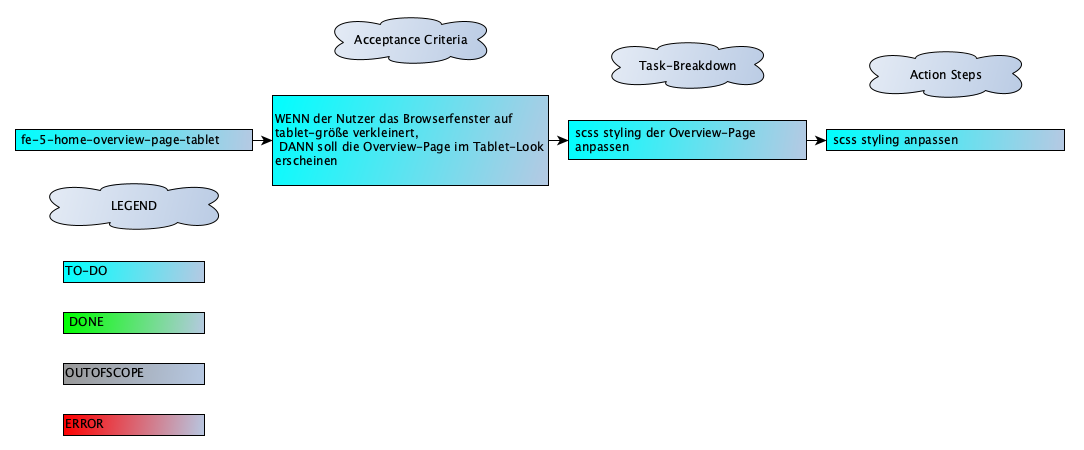 Acceptance Criteria
Task-Breakdown
Action Steps
fe-5-home-overview-page-tablet
WENN der Nutzer das Browserfenster auf
tablet-größe verkleinert,
DANN soll die Overview-Page im Tablet-Look
erscheinen
scss styling der Overview-Page
anpassen
scss styling anpassen
LEGEND
TO-DO
DONE
OUTOFSCOPE
ERROR